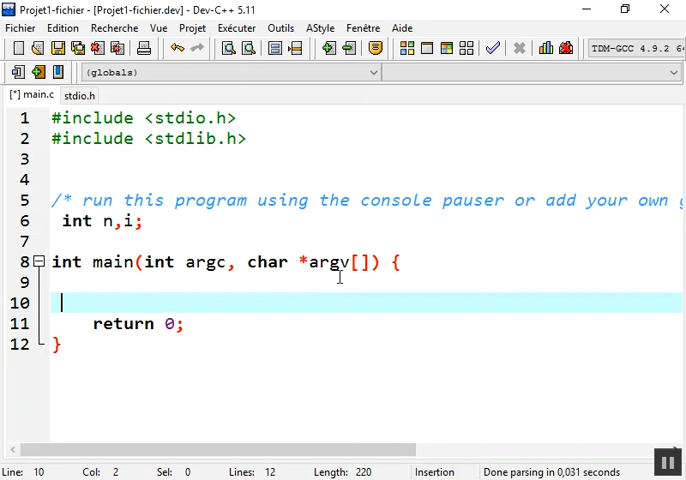 Projet1-fichier - [Projet1-fichier.dev] - Dev-C++ 5.11
Fichier Edition Recherche Vue Projet Exécuter Outils AStyle Fenêtre Aide
TDM-GCC 4.9.2 64
(globals)
[*] main.c stdio.h
1 #include <stdio.h>
2 #include <stdlib.h>
3
4
5 /* run this program using the console pauser or add your own
6 int n,i;
7
8 int main(int argc, char *argv[]) {
9
10
11 return 0;
12 }
Line: 10 Col: 2 Sel: 0 Lines: 12 Length: 220 Insertion Done parsing in 0,031 seconds